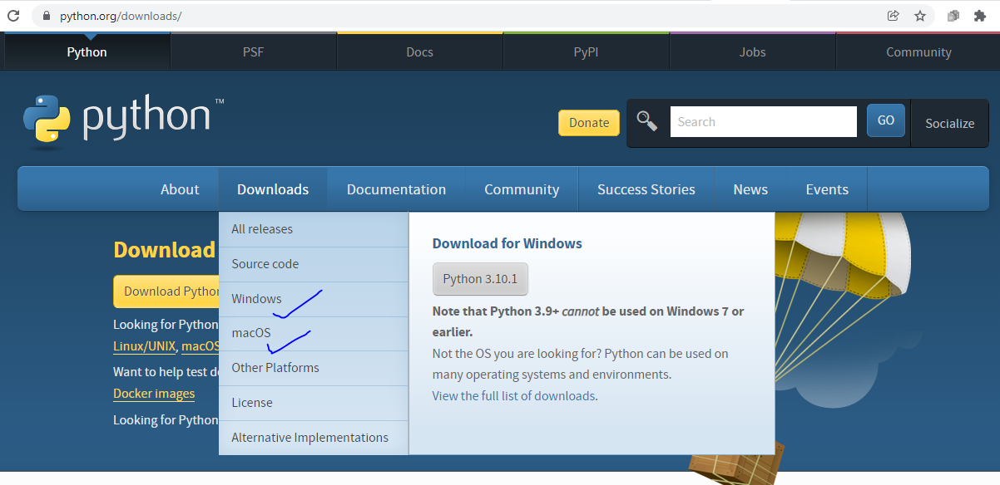 python.org/downloads/
Python
PSF
Docs
PyPI
Jobs
Community
python™
Donate
Search
GO
Socialize
About
Downloads
Documentation
Community
Success Stories
News
Events
Download
Download Python
Looking for Python
Linux/UNIX, macOS
Want to help test de
Docker images
Looking for Python
All releases
Source code
Windows
macOS
Other Platforms
License
Alternative Implementations
Download for Windows
Python 3.10.1
Note that Python 3.9+ cannot be used on Windows 7 or
earlier.
Not the OS you are looking for? Python can be used on
many operating systems and environments.
View the full list of downloads.